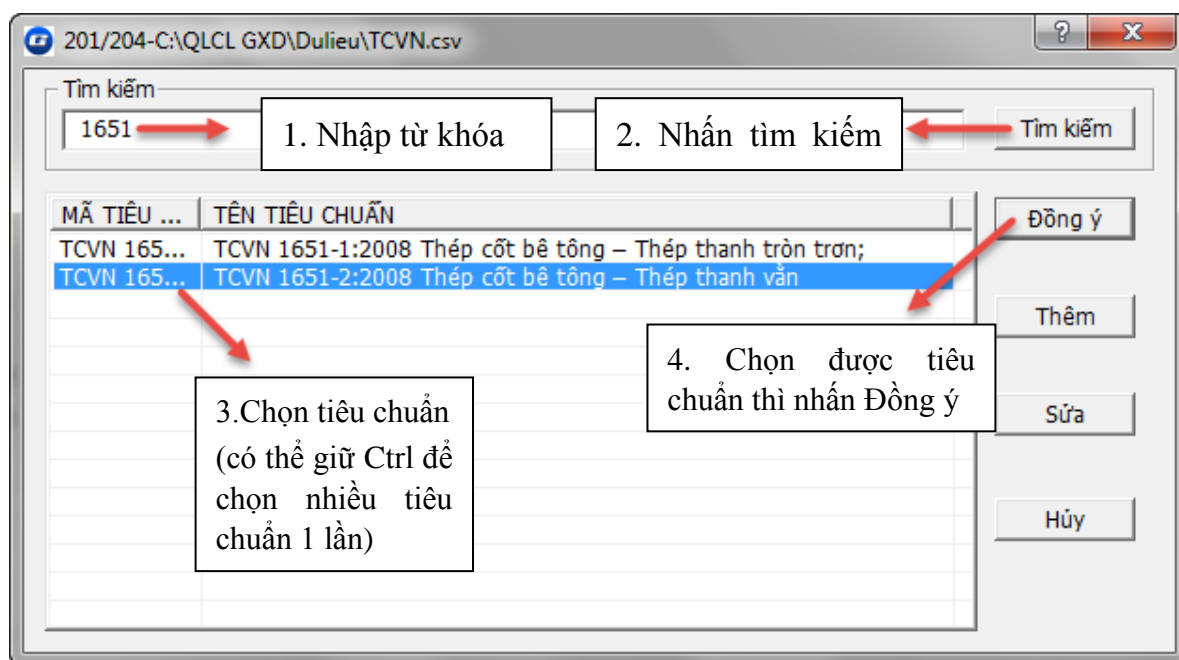 201/204-C:\QLCL GXD\Dulieu\TCVN.csv
Tìm kiếm
1651
1. Nhập từ khóa
2. Nhấn tìm kiếm
Tìm kiếm
MÃ TIÊU ... TÊN TIÊU CHUẨN
Đồng ý
TCVN 165... TCVN 1651-1:2008 Thép cốt bê tông – Thép thanh tròn trơn;
TCVN 165... TCVN 1651-2:2008 Thép cốt bê tông – Thép thanh vằn
Thêm
4. Chọn được tiêu
chuẩn thì nhấn Đồng ý
3.Chọn tiêu chuẩn
(có thể giữ Ctrl để
chọn nhiều tiêu
chuẩn 1 lần)
Sửa
Hủy